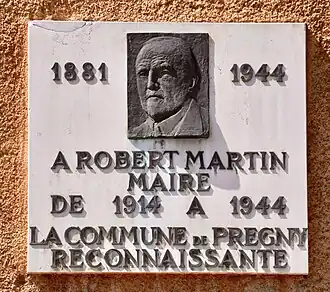 1881 1944
A ROBERT MARTIN
MAIRE
DE 1914 A 1944
LA COMMUNE DE PREGNY
RECONNAISSANTE